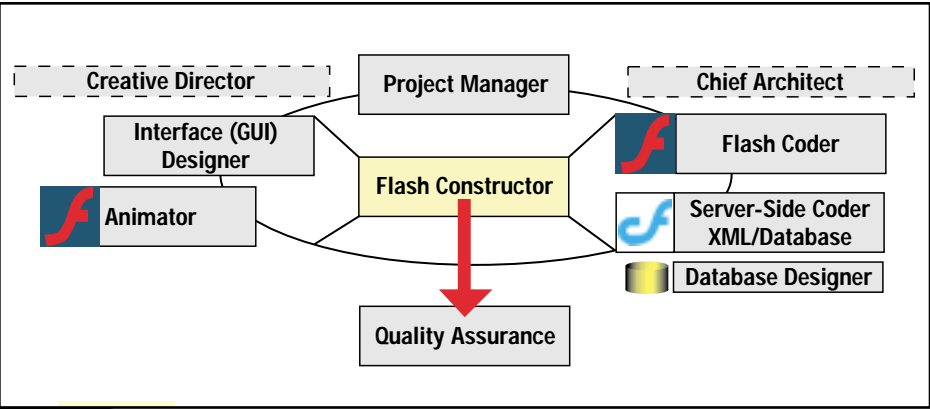 Creative Director
Project Manager
Chief Architect
Interface (GUI)
Designer
Flash Coder
Flash Constructor
Animator
Server-Side Coder
XML/Database
Database Designer
Quality Assurance